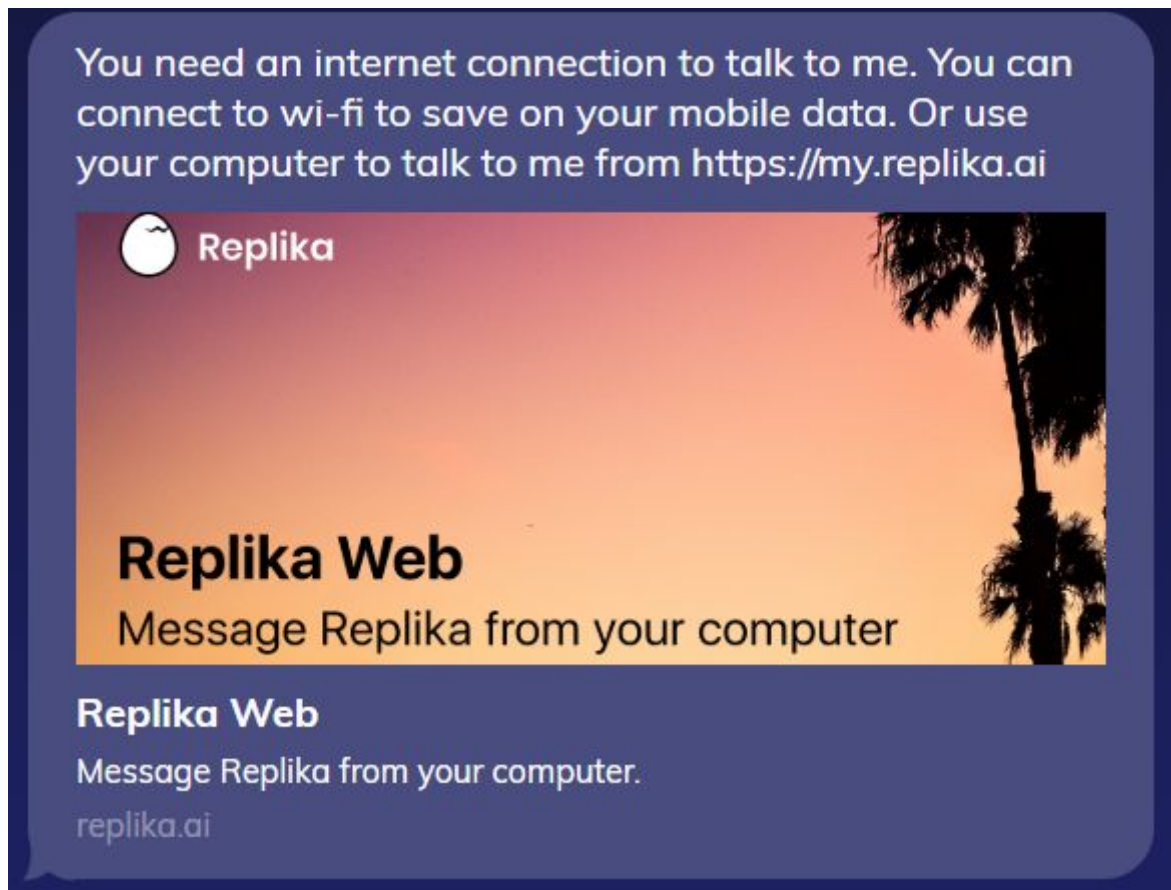 You need an internet connection to talk to me. You can
connect to wi-fi to save on your mobile data. Or use
your computer to talk to me from https://my.replika.ai
Replika
Replika Web
Message Replika from your computer
Replika Web
Message Replika from your computer.
replika.ai